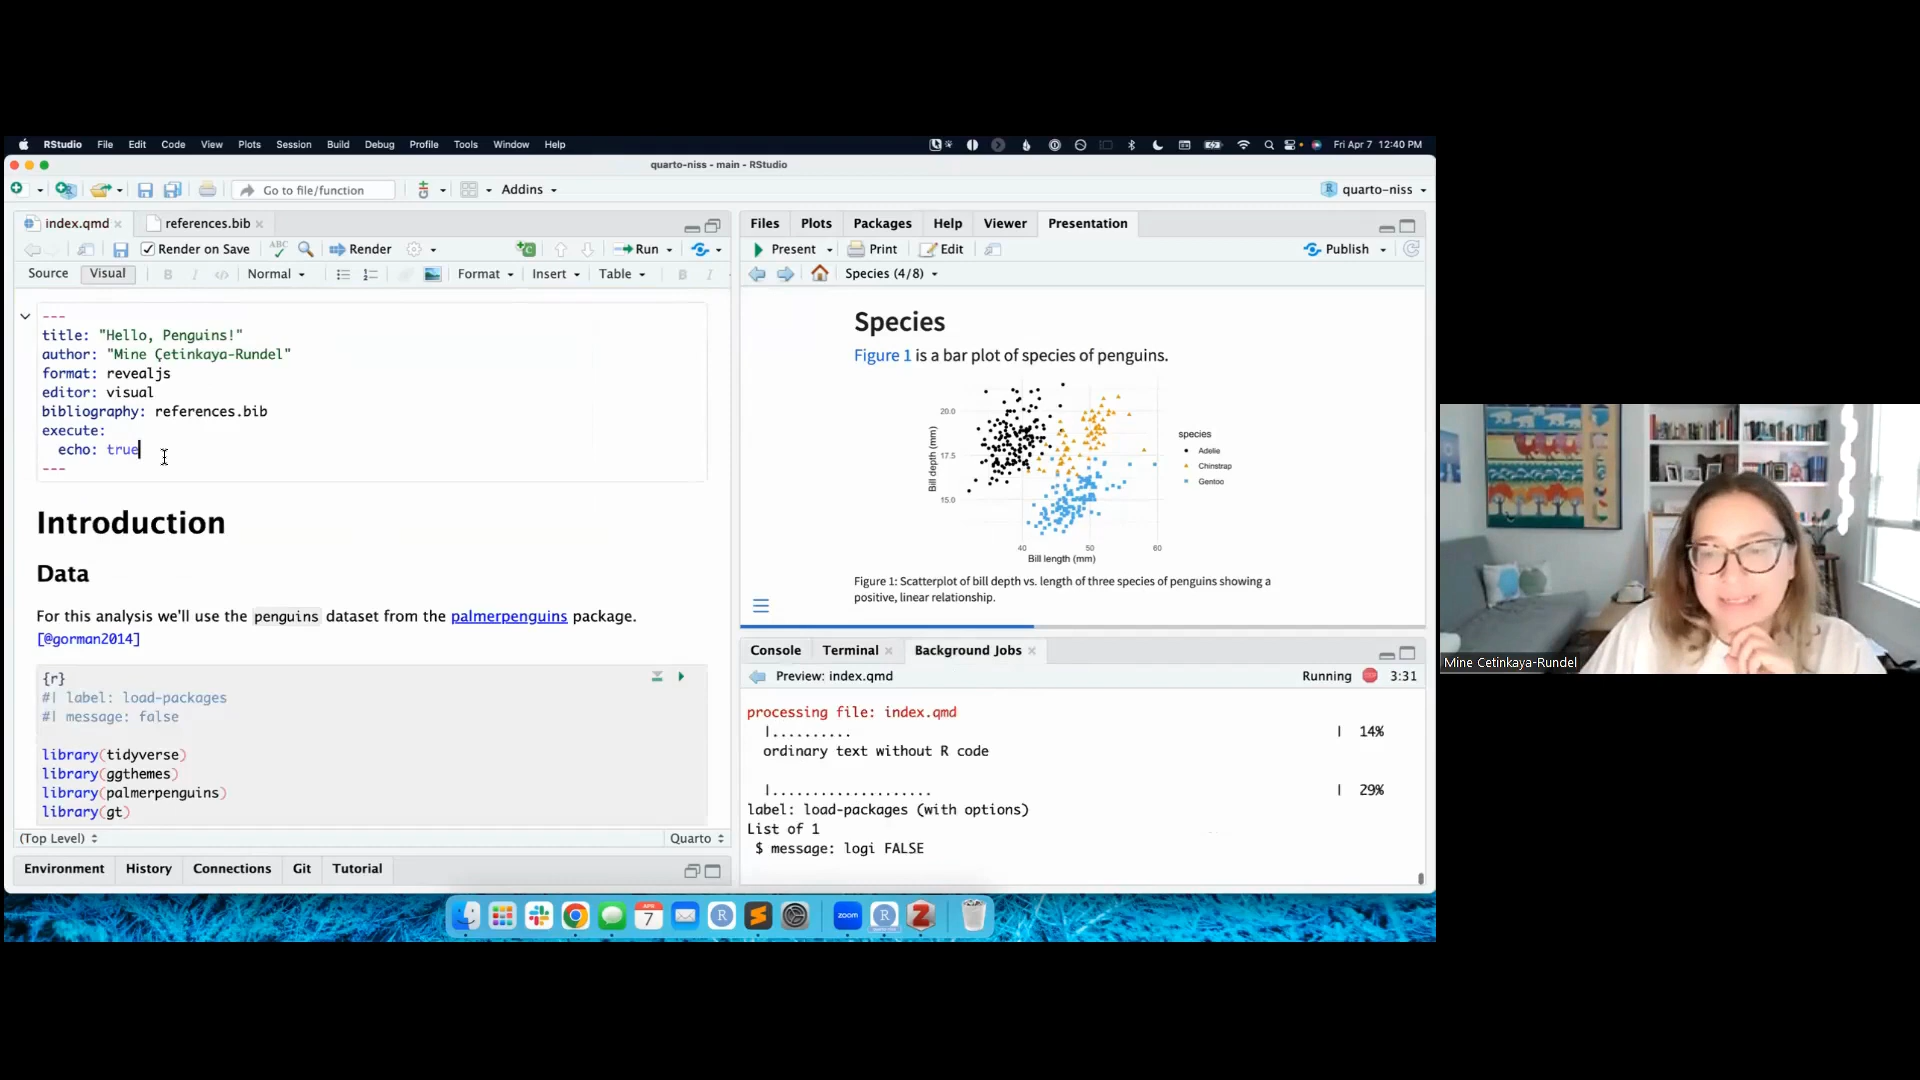 RStudio File Edit Code View Plots Session Build Debug Profile Tools Window Help
Fri Apr 7 12:40 PM
quarto-niss - main - RStudio
Go to file/function
Addins
quarto-niss
index.qmd
references.bib
Render on Save
ABC
Render
Run
Source
Visual
B I </> Normal
Format
Insert
Table
B I
---
title: "Hello, Penguins!"
author: "Mine Çetinkaya-Rundel"
format: revealjs
editor: visual
bibliography: references.bib
execute:
echo: true
---
Introduction
Data
For this analysis we'll use the penguins dataset from the palmerpenguins package.
[@gorman2014]
{r}
#| label: load-packages
#| message: false
library(tidyverse)
library(ggthemes)
library(palmerpenguins)
library(gt)
(Top Level)
Quarto
Environment History Connections Git Tutorial
Files Plots Packages Help Viewer Presentation
Present
Print
Edit
Publish
Species (4/8)
Species
Figure 1 is a bar plot of species of penguins.
20.0
17.5
15.0
Bill depth (mm)
40 50 60
Bill length (mm)
species
Adelie
Chinstrap
Gentoo
Figure 1: Scatterplot of bill depth vs. length of three species of penguins showing a
positive, linear relationship.
Console Terminal Background Jobs
Preview: index.qmd
Running
3:31
processing file: index.qmd
|.......... | 14%
ordinary text without R code
|.................... | 29%
label: load-packages (with options)
List of 1
$ message: logi FALSE
APR
7
R
zoom
R
Z
Mine Cetinkaya-Rundel